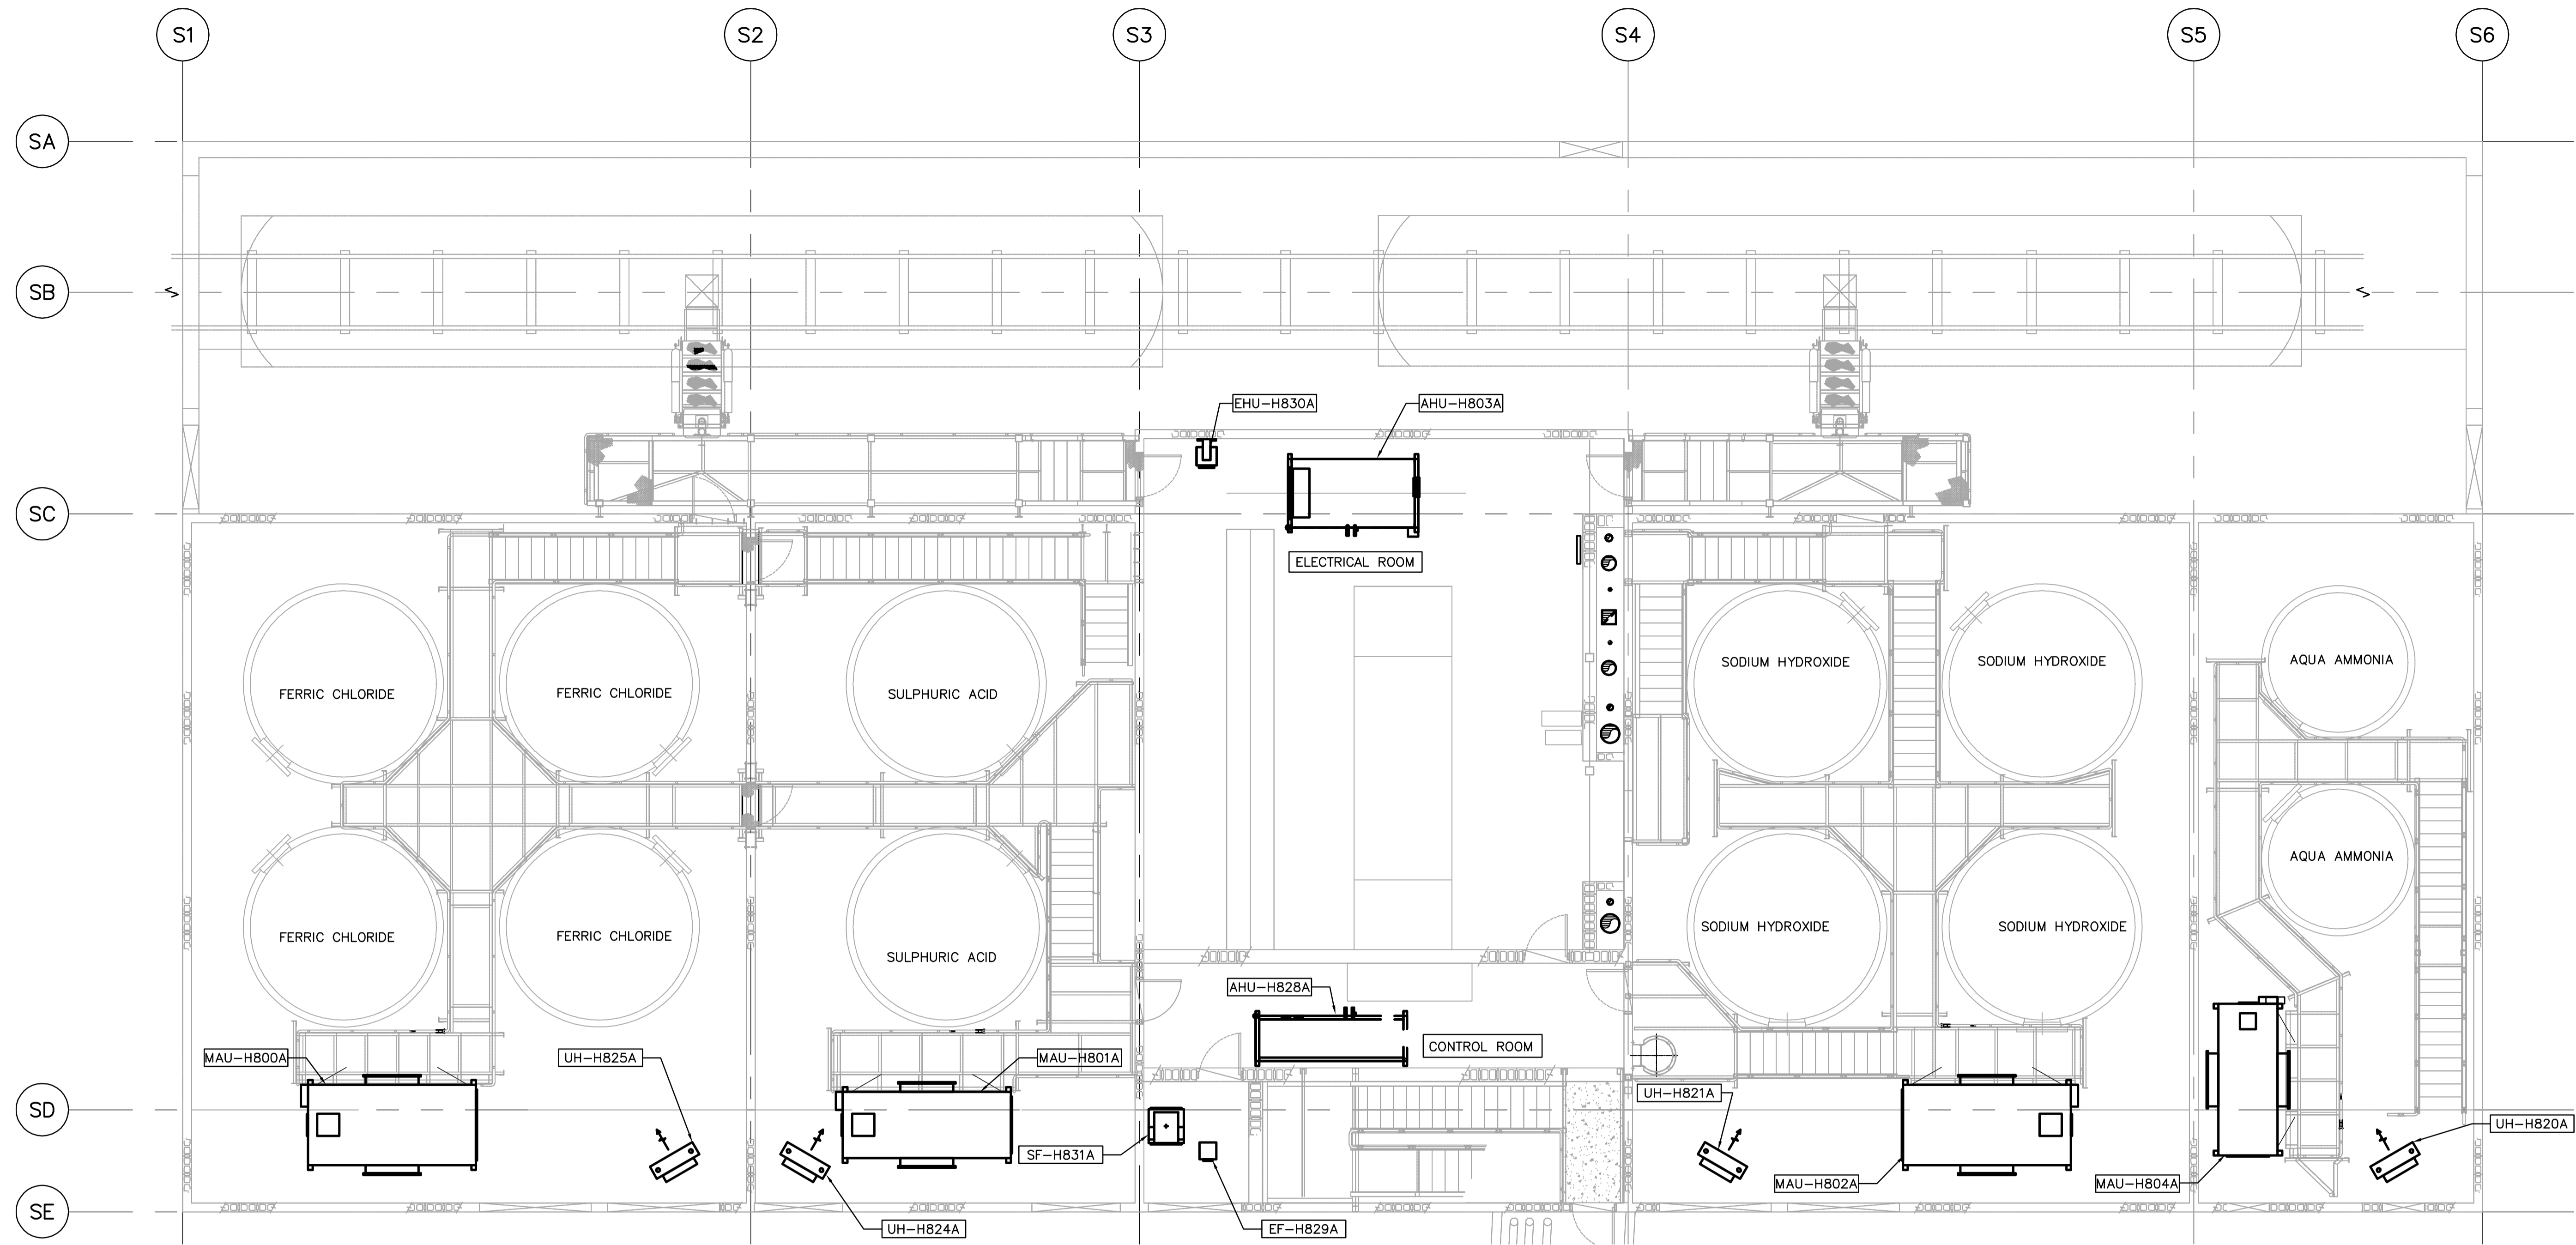 S1 S2 S3 S4 S5 S6
SA
SB
EHU-H830A AHU-H803A
SC
ELECTRICAL ROOM
FERRIC CHLORIDE FERRIC CHLORIDE SULPHURIC ACID SODIUM HYDROXIDE SODIUM HYDROXIDE AQUA AMMONIA
AQUA AMMONIA
FERRIC CHLORIDE FERRIC CHLORIDE SULPHURIC ACID SODIUM HYDROXIDE SODIUM HYDROXIDE
AHU-H828A
CONTROL ROOM
MAU-H800A UH-H825A MAU-H801A
UH-H821A
SD
UH-H820A
SF-H831A
MAU-H802A MAU-H804A
SE
UH-H824A EF-H829A